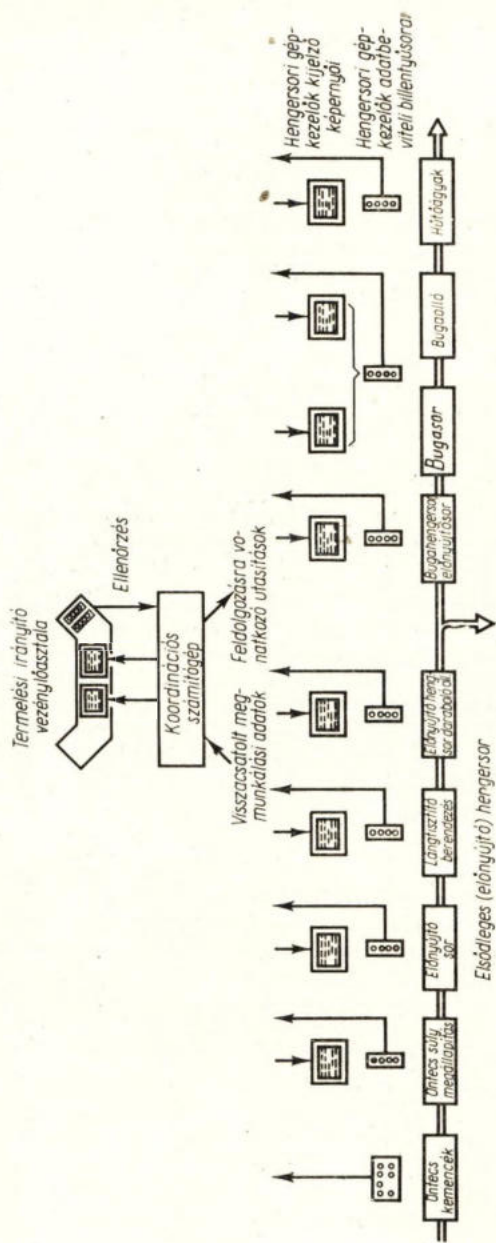 Termelési irányító
vezénylőasztala
Ellenőrzés
Koordinációs
számítógép
Visszacsatolt meg-
munkálási adatok
Feldolgozásra vo-
natkozó utasítások
Hengersori gép-
kezelők kijelző
képernyői
Hengersori gép-
kezelők adatbe-
viteli billentyűsorai
Öntecs
kemencék
Öntecs súly
megállapítás
Előnyújtó
sor
Lángtisztító
berendezés
Előnyújtó heng.
sor daraboló olló
Bugahengersor
előnyújtósor
Bugasor
Bugaolló
Hűtőágyak
Elsődleges (előnyújtó) hengersor